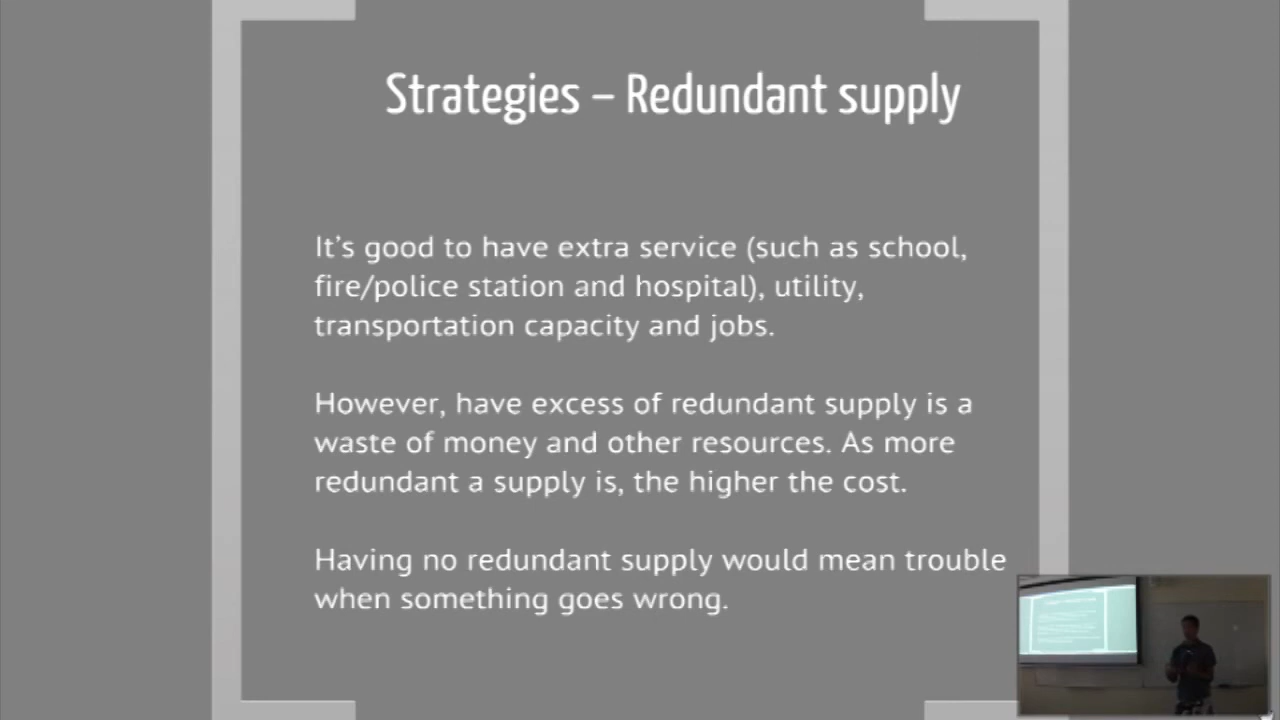 Strategies – Redundant supply
It's good to have extra service (such as school,
fire/police station and hospital), utility,
transportation capacity and jobs.
However, have excess of redundant supply is a
waste of money and other resources. As more
redundant a supply is, the higher the cost.
Having no redundant supply would mean trouble
when something goes wrong.